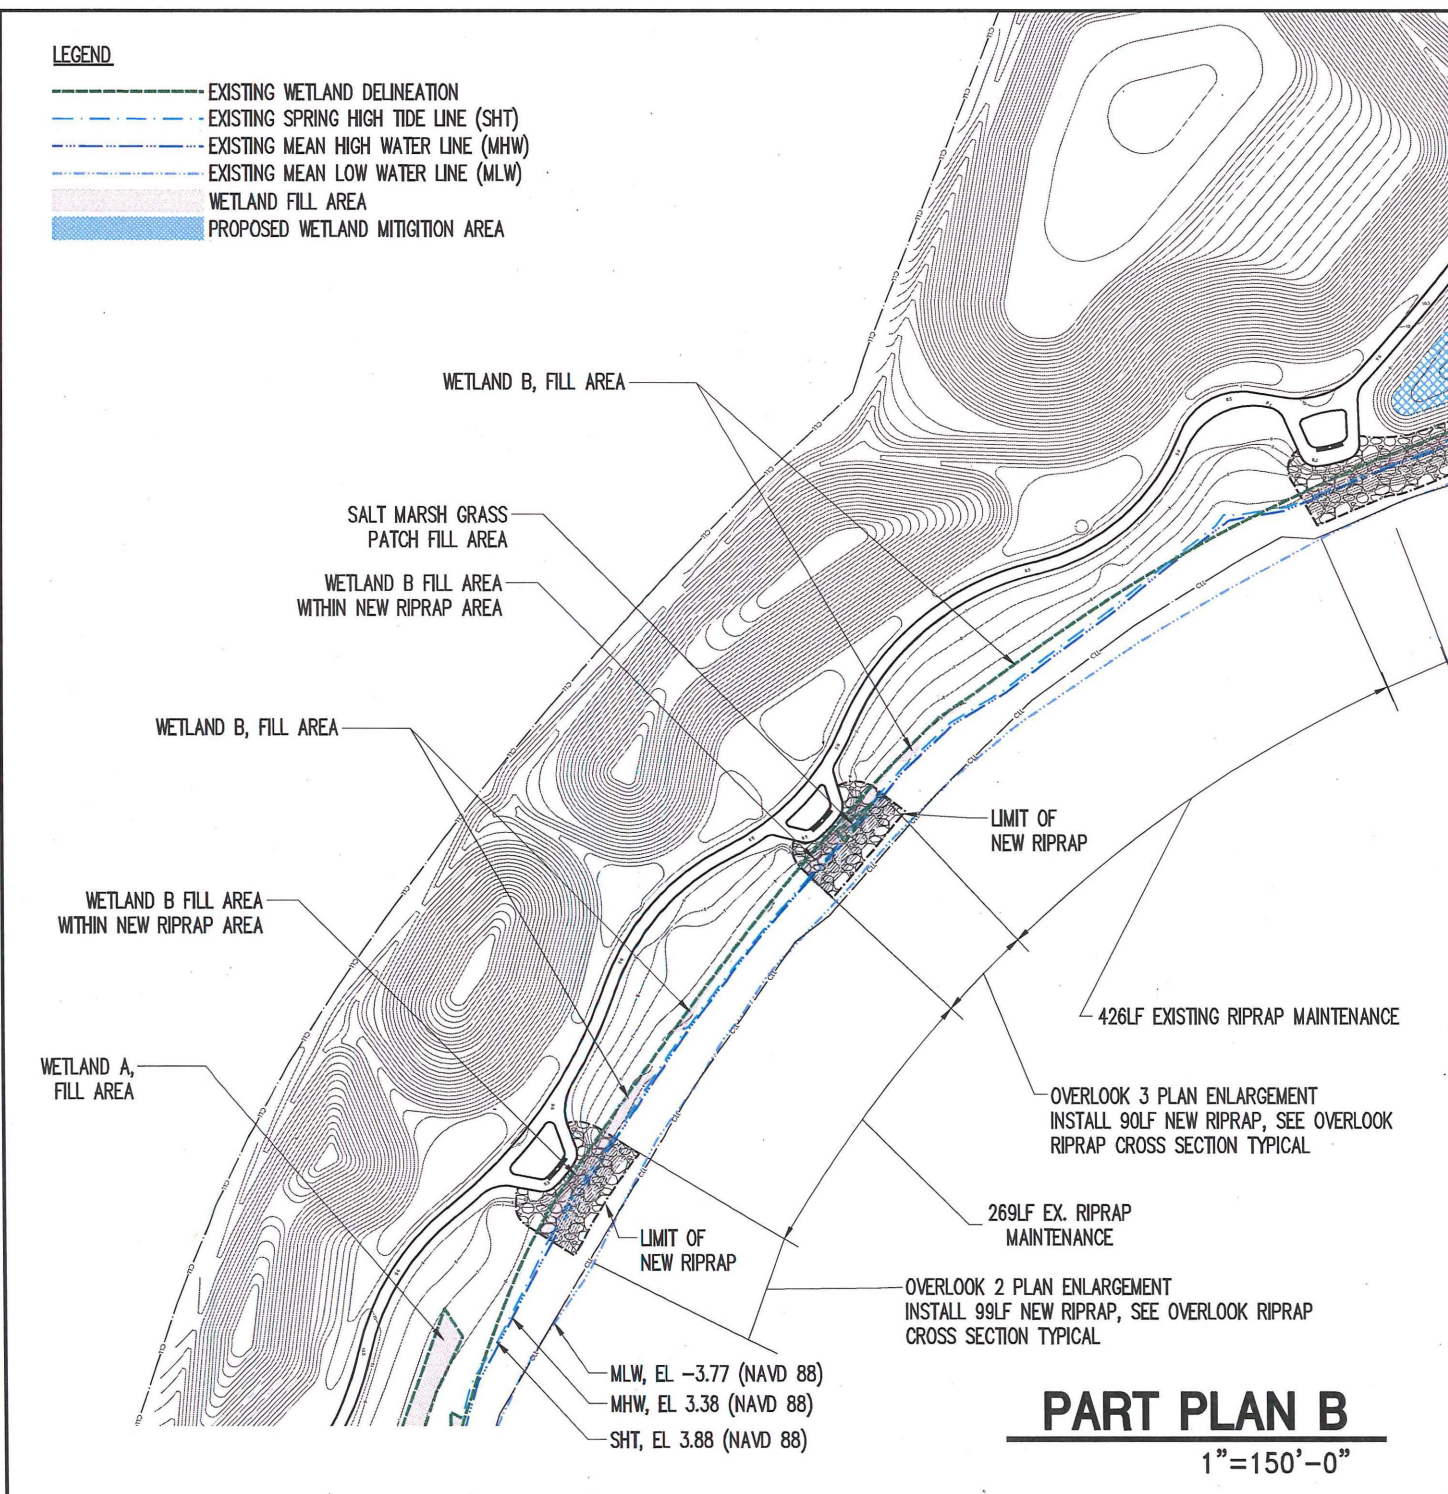 LEGEND
EXISTING WETLAND DELINEATION
EXISTING SPRING HIGH TIDE LINE (SHT)
EXISTING MEAN HIGH WATER LINE (MHW)
EXISTING MEAN LOW WATER LINE (MLW)
WETLAND FILL AREA
PROPOSED WETLAND MITIGITION AREA
WETLAND B, FILL AREA
SALT MARSH GRASS
PATCH FILL AREA
WETLAND B FILL AREA
WITHIN NEW RIPRAP AREA
WETLAND B, FILL AREA
LIMIT OF
NEW RIPRAP
WETLAND B FILL AREA
WITHIN NEW RIPRAP AREA
426LF EXISTING RIPRAP MAINTENANCE
WETLAND A,
FILL AREA
OVERLOOK 3 PLAN ENLARGEMENT
INSTALL 90LF NEW RIPRAP, SEE OVERLOOK
RIPRAP CROSS SECTION TYPICAL
269LF EX. RIPRAP
MAINTENANCE
LIMIT OF
NEW RIPRAP
OVERLOOK 2 PLAN ENLARGEMENT
INSTALL 99LF NEW RIPRAP, SEE OVERLOOK RIPRAP
CROSS SECTION TYPICAL
MLW, EL -3.77 (NAVD 88)
MHW, EL 3.38 (NAVD 88)
SHT, EL 3.88 (NAVD 88)
PART PLAN B
1"=150'-0"